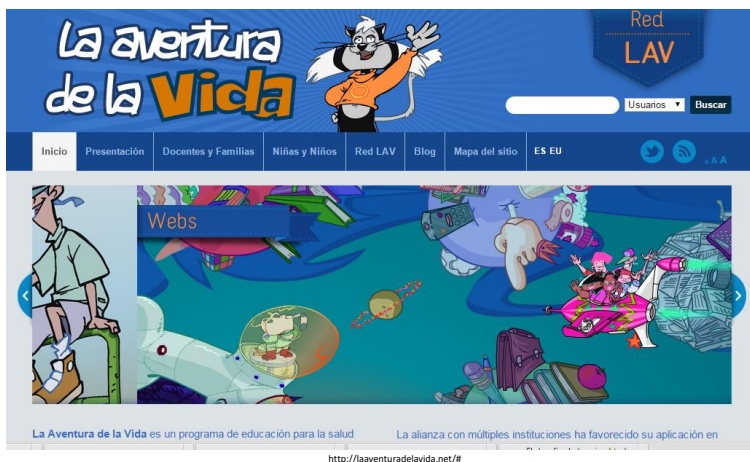 La aventura
de la Vida
Red
LAV
Usuarios
Buscar
Inicio Presentación Docentes y Familias Niñas y Niños Red LAV Blog Mapa del sitio ES EU
A A A
Webs
La Aventura de la Vida es un programa de educación para la salud
La alianza con múltiples instituciones ha favorecido su aplicación en
http://laaventuradelavida.net/#